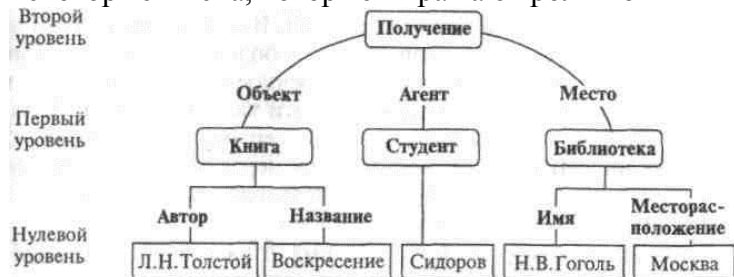 Второй
уровень
Получение
Объект
Агент
Место
Первый
уровень
Книга
Студент
Библиотека
Автор
Название
Имя
Месторас-
положение
Нулевой
уровень
Л.Н.Толстой
Воскресение
Сидоров
Н.В.Гоголь
Москва